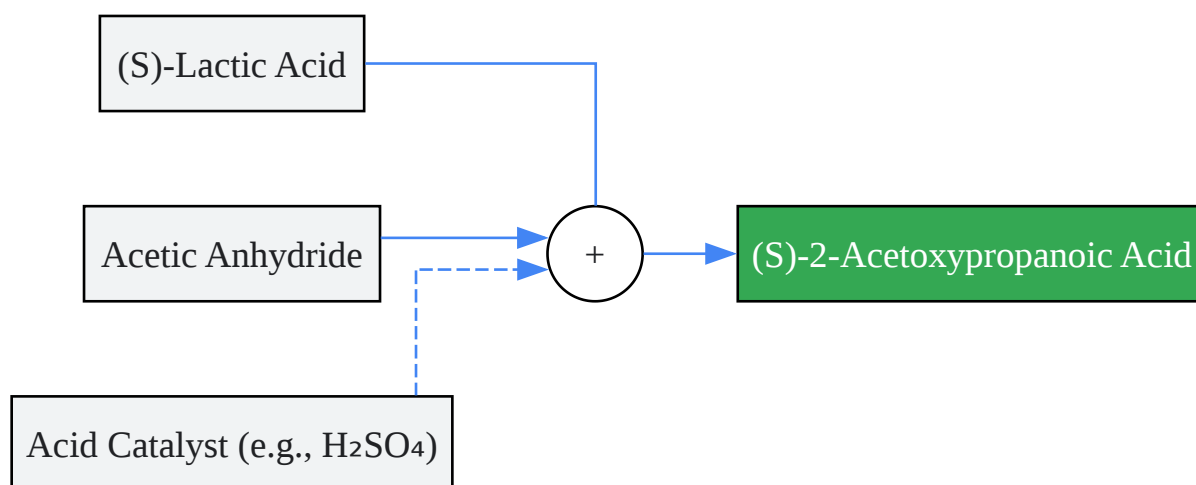 (S)-Lactic Acid
Acetic Anhydride
+
(S)-2-Acetoxypropanoic Acid
Acid Catalyst (e.g., H₂SO₄)